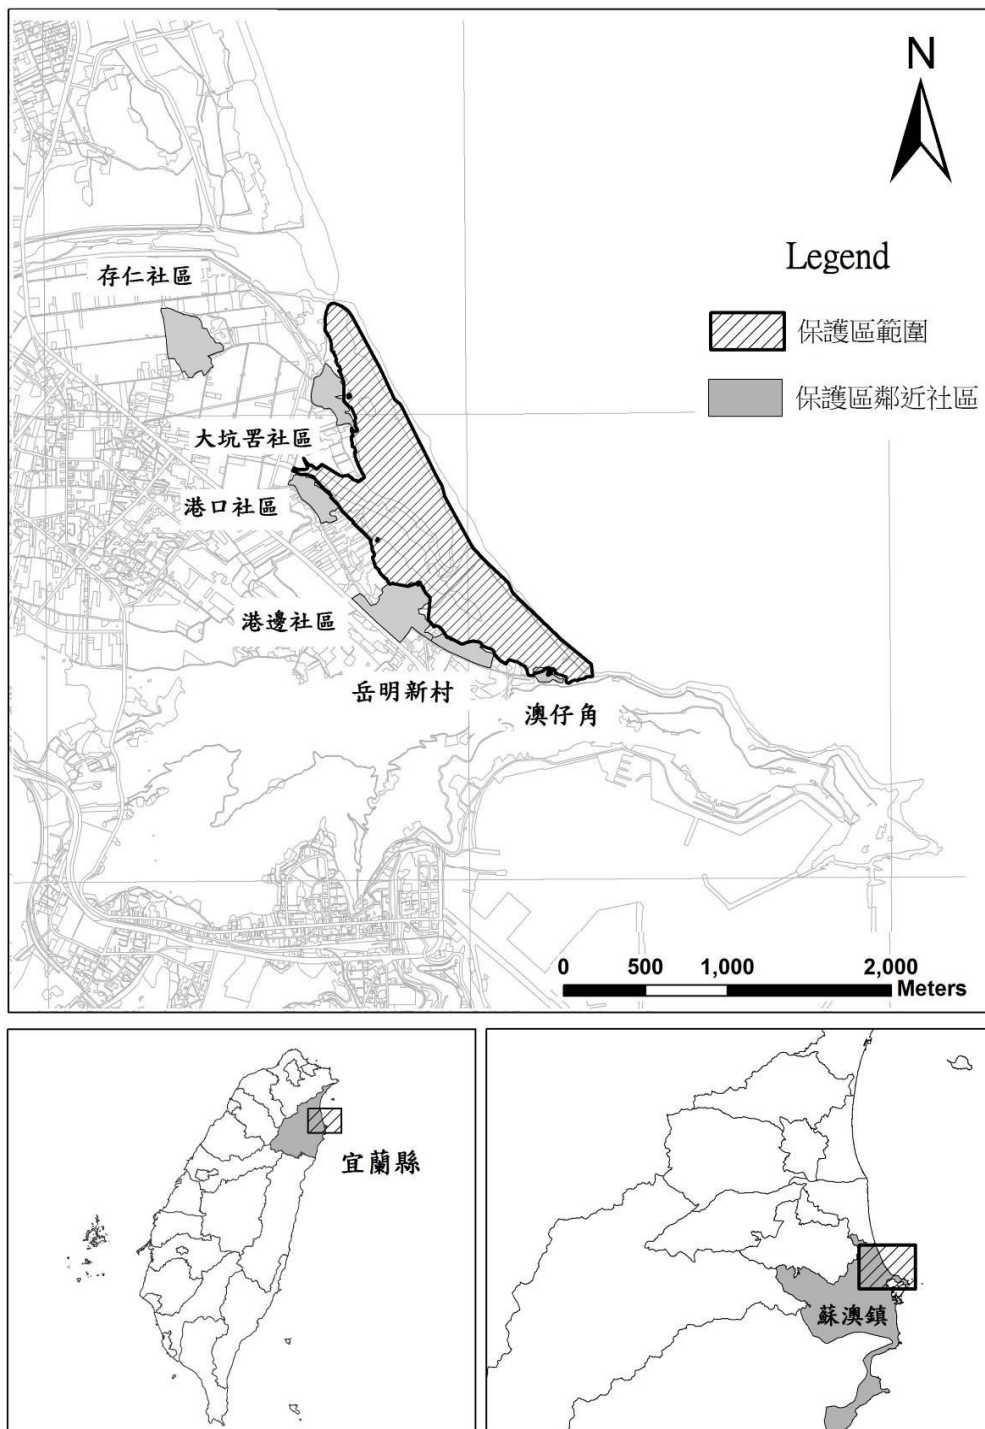 N
Legend
保護區範圍
保護區鄰近社區
存仁社區
大坑罟社區
港口社區
港邊社區
岳明新村
澳仔角
0 500 1,000 2,000
Meters
宜蘭縣
蘇澳鎮